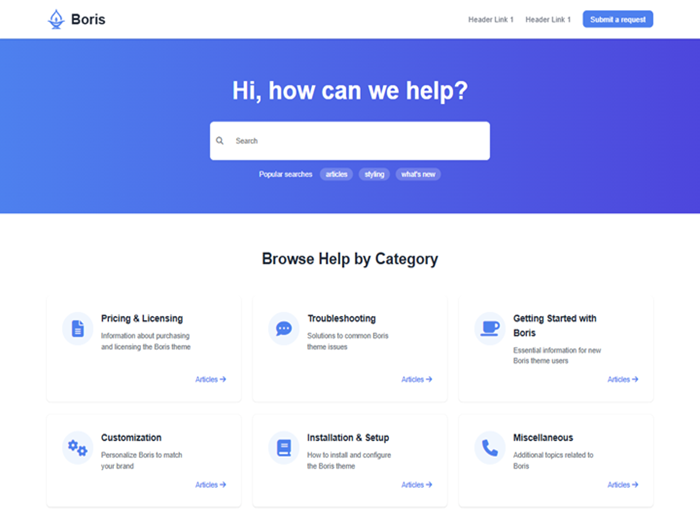 Boris
Header Link 1
Header Link 1
Submit a request
Hi, how can we help?
Search
Popular searches articles styling what's new
Browse Help by Category
Pricing & Licensing
Information about purchasing
and licensing the Boris theme
Articles →
Troubleshooting
Solutions to common Boris
theme issues
Articles →
Getting Started with
Boris
Essential information for new
Boris theme users
Articles →
Customization
Personalize Boris to match
your brand
Articles →
Installation & Setup
How to install and configure
the Boris theme
Articles →
Miscellaneous
Additional topics related to
Boris
Articles →